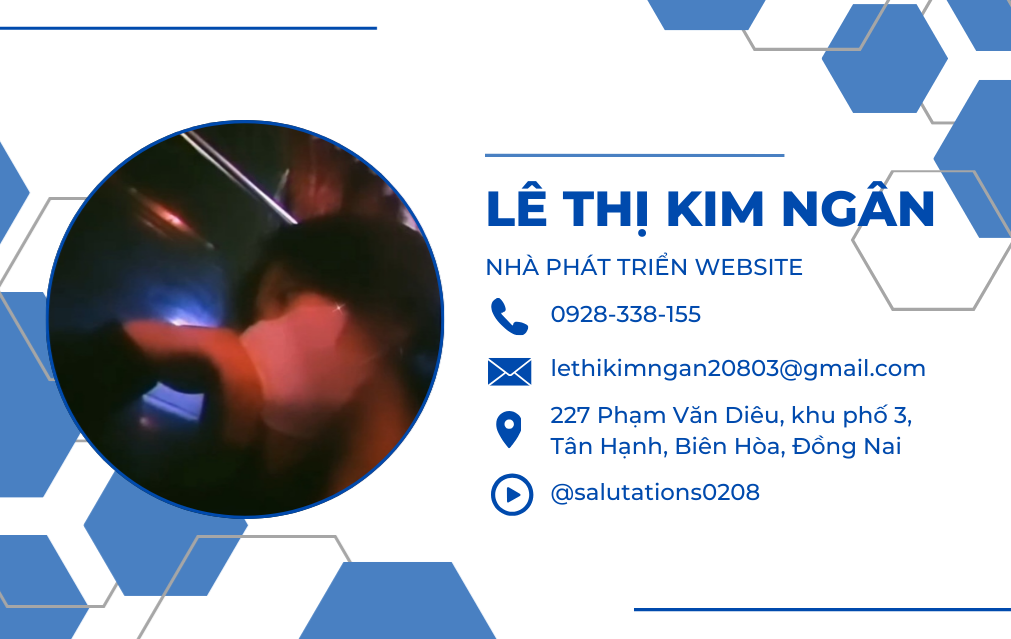 LÊ THỊ KIM NGÂN
NHÀ PHÁT TRIỂN WEBSITE
0928-338-155
lethikimngan20803@gmail.com
227 Phạm Văn Diêu, khu phố 3,
Tân Hạnh, Biên Hòa, Đồng Nai
@salutations0208